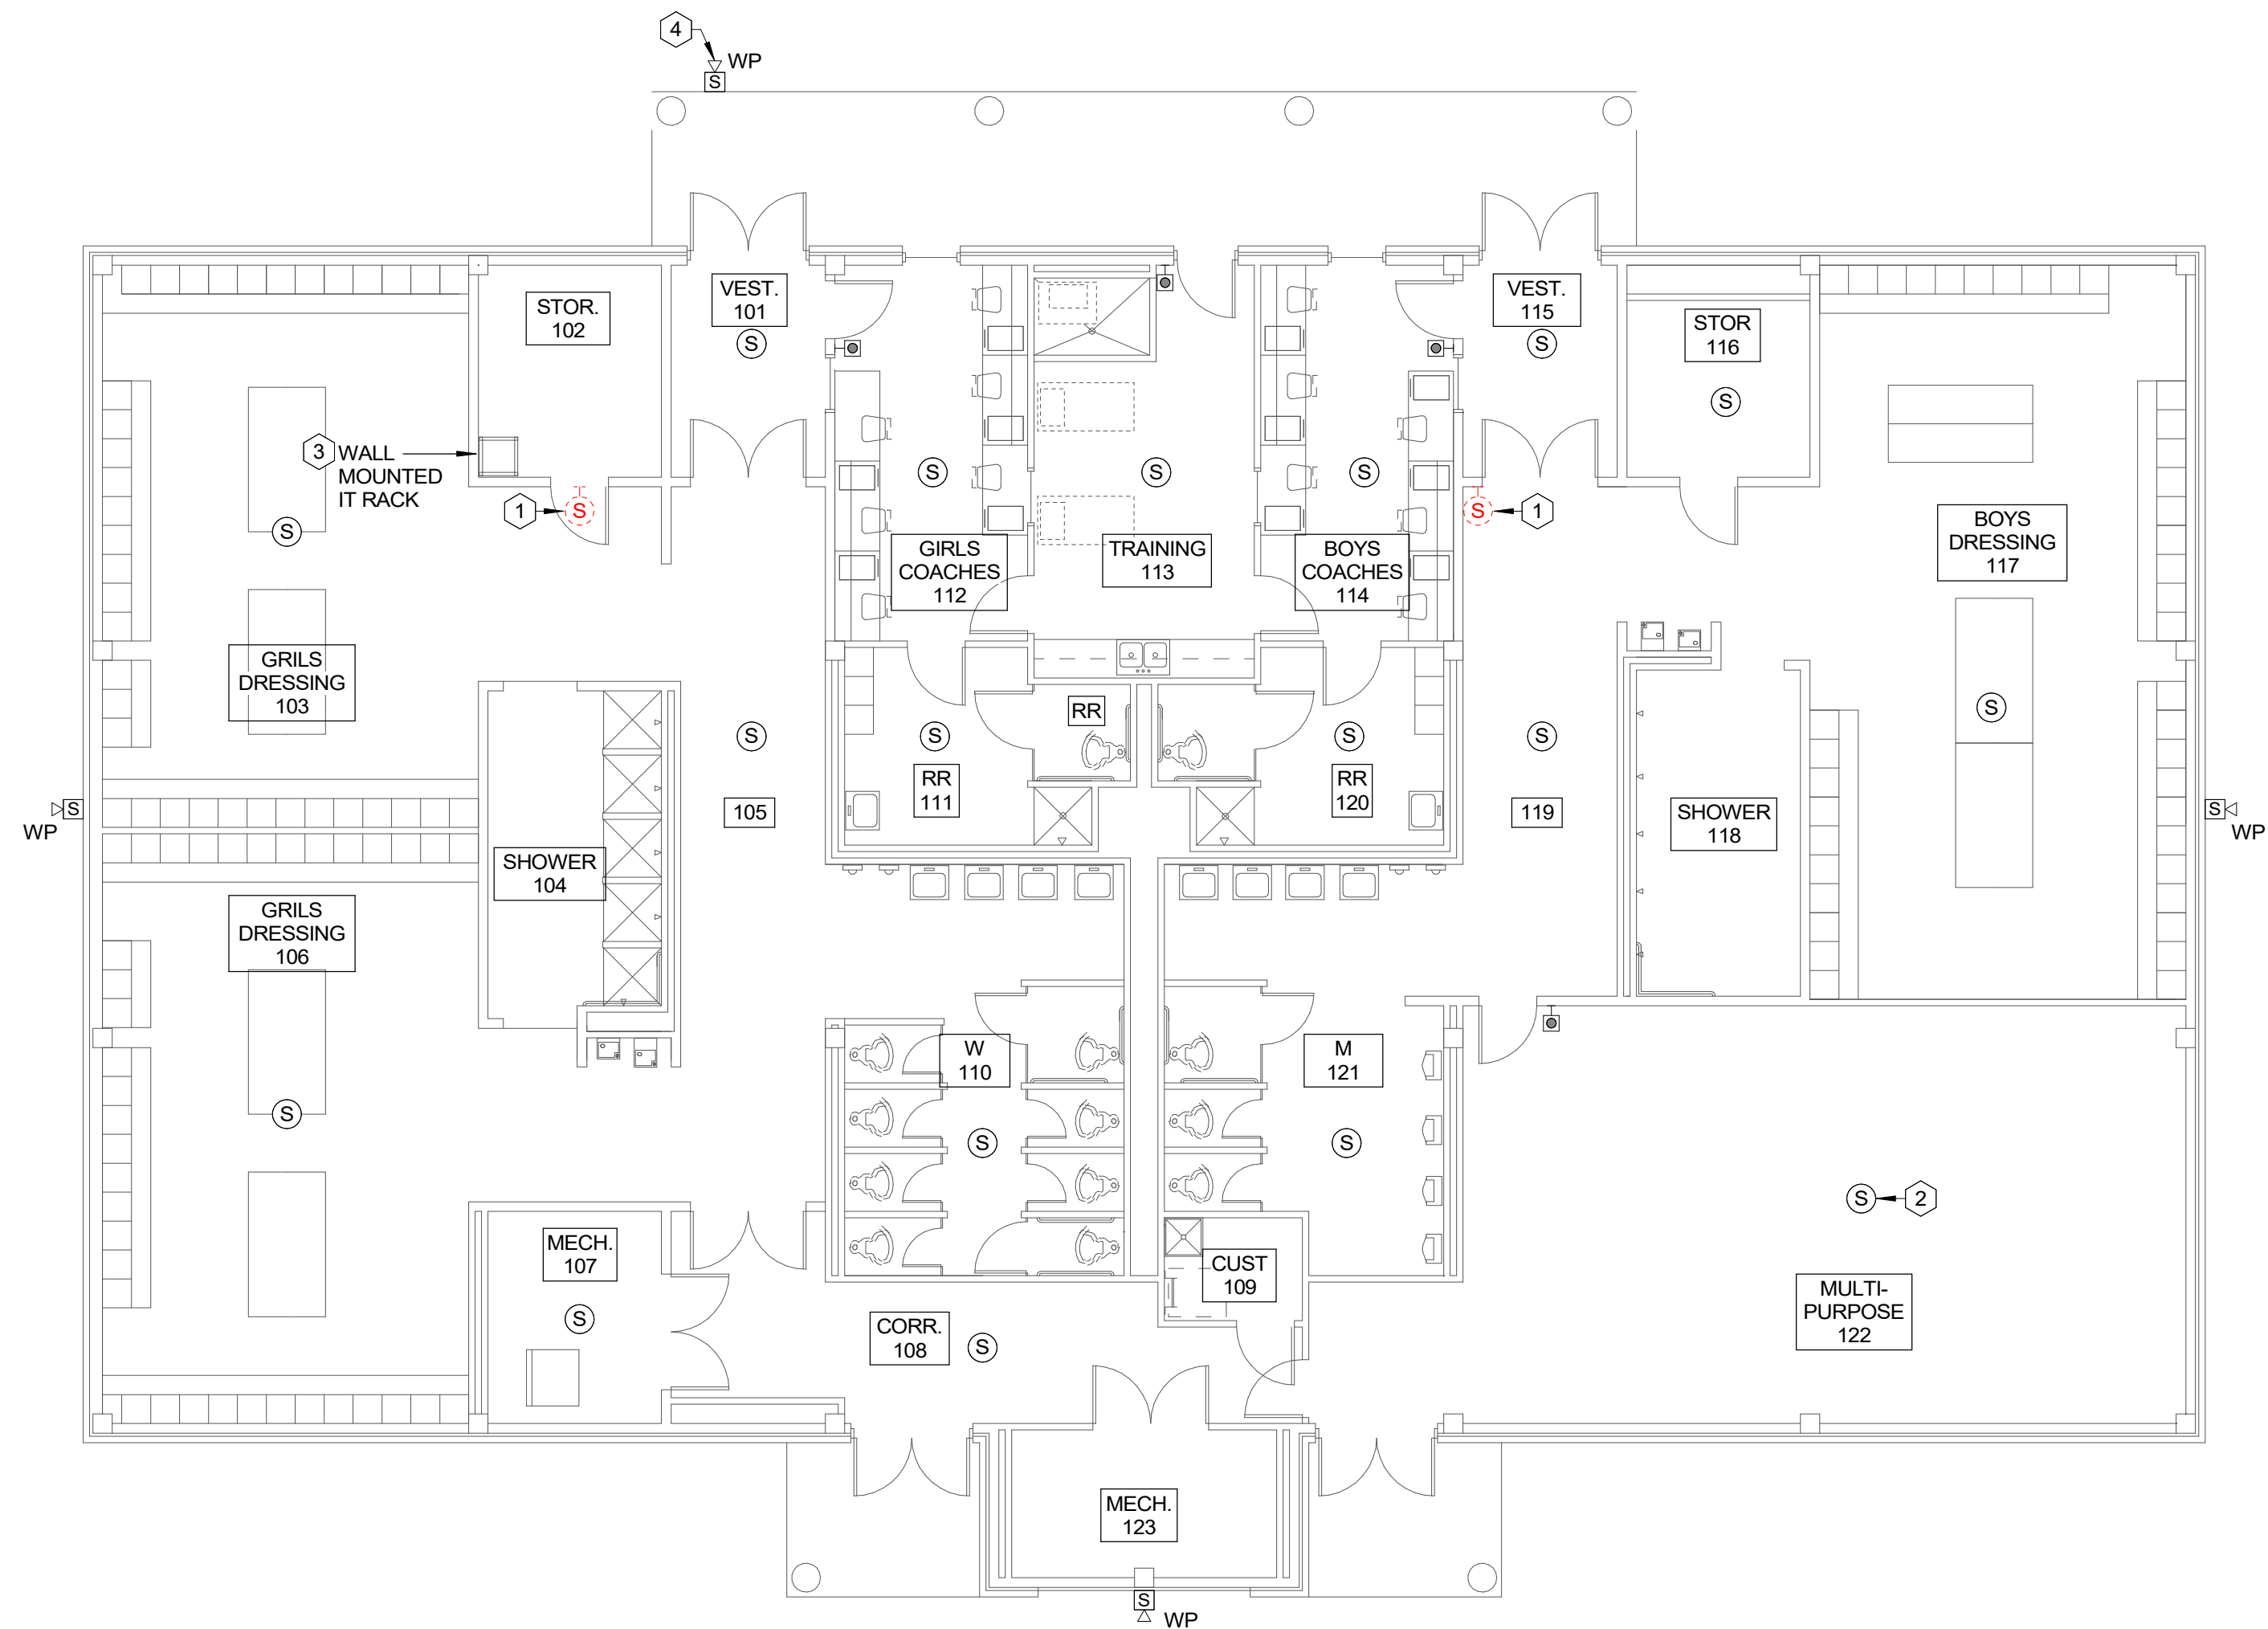 4
WP
S
STOR.
102
VEST.
101
S
VEST.
115
S
STOR
116
S
3
WALL
MOUNTED
IT RACK
S
S
S
1
S
S
1
S
GIRLS
COACHES
112
TRAINING
113
BOYS
COACHES
114
BOYS
DRESSING
117
GRILS
DRESSING
103
RR
S
S
S
S
S
RR
111
RR
120
S
WP
105
119
SHOWER
118
S
WP
SHOWER
104
GRILS
DRESSING
106
W
110
M
121
S
S
S
S
2
MECH.
107
CUST
109
S
CORR.
108
S
MULTI-
PURPOSE
122
MECH.
123
S
WP